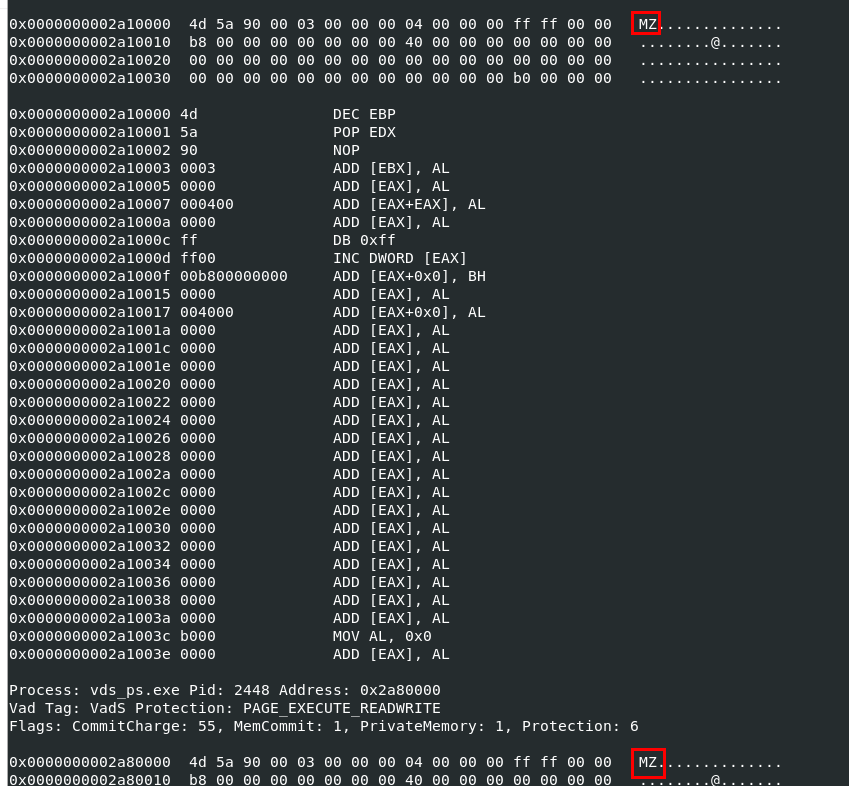 0x0000000002a10000  4d 5a 90 00 03 00 00 00 04 00 00 00 ff ff 00 00   MZ..............
0x0000000002a10010  b8 00 00 00 00 00 00 00 40 00 00 00 00 00 00 00   ........@.......
0x0000000002a10020  00 00 00 00 00 00 00 00 00 00 00 00 00 00 00 00   ................
0x0000000002a10030  00 00 00 00 00 00 00 00 00 00 00 00 b0 00 00 00   ................
0x0000000002a10000 4d               DEC EBP
0x0000000002a10001 5a               POP EDX
0x0000000002a10002 90               NOP
0x0000000002a10003 0003             ADD [EBX], AL
0x0000000002a10005 0000             ADD [EAX], AL
0x0000000002a10007 000400           ADD [EAX+EAX], AL
0x0000000002a1000a 0000             ADD [EAX], AL
0x0000000002a1000c ff               DB 0xff
0x0000000002a1000d ff00             INC DWORD [EAX]
0x0000000002a1000f 00b800000000     ADD [EAX+0x0], BH
0x0000000002a10015 0000             ADD [EAX], AL
0x0000000002a10017 004000           ADD [EAX+0x0], AL
0x0000000002a1001a 0000             ADD [EAX], AL
0x0000000002a1001c 0000             ADD [EAX], AL
0x0000000002a1001e 0000             ADD [EAX], AL
0x0000000002a10020 0000             ADD [EAX], AL
0x0000000002a10022 0000             ADD [EAX], AL
0x0000000002a10024 0000             ADD [EAX], AL
0x0000000002a10026 0000             ADD [EAX], AL
0x0000000002a10028 0000             ADD [EAX], AL
0x0000000002a1002a 0000             ADD [EAX], AL
0x0000000002a1002c 0000             ADD [EAX], AL
0x0000000002a1002e 0000             ADD [EAX], AL
0x0000000002a10030 0000             ADD [EAX], AL
0x0000000002a10032 0000             ADD [EAX], AL
0x0000000002a10034 0000             ADD [EAX], AL
0x0000000002a10036 0000             ADD [EAX], AL
0x0000000002a10038 0000             ADD [EAX], AL
0x0000000002a1003a 0000             ADD [EAX], AL
0x0000000002a1003c b000             MOV AL, 0x0
0x0000000002a1003e 0000             ADD [EAX], AL
Process: vds_ps.exe Pid: 2448 Address: 0x2a80000
Vad Tag: VadS Protection: PAGE_EXECUTE_READWRITE
Flags: CommitCharge: 55, MemCommit: 1, PrivateMemory: 1, Protection: 6
0x0000000002a80000  4d 5a 90 00 03 00 00 00 04 00 00 00 ff ff 00 00   MZ..............
0x0000000002a80010  b8 00 00 00 00 00 00 00 40 00 00 00 00 00 00 00   ........@.......